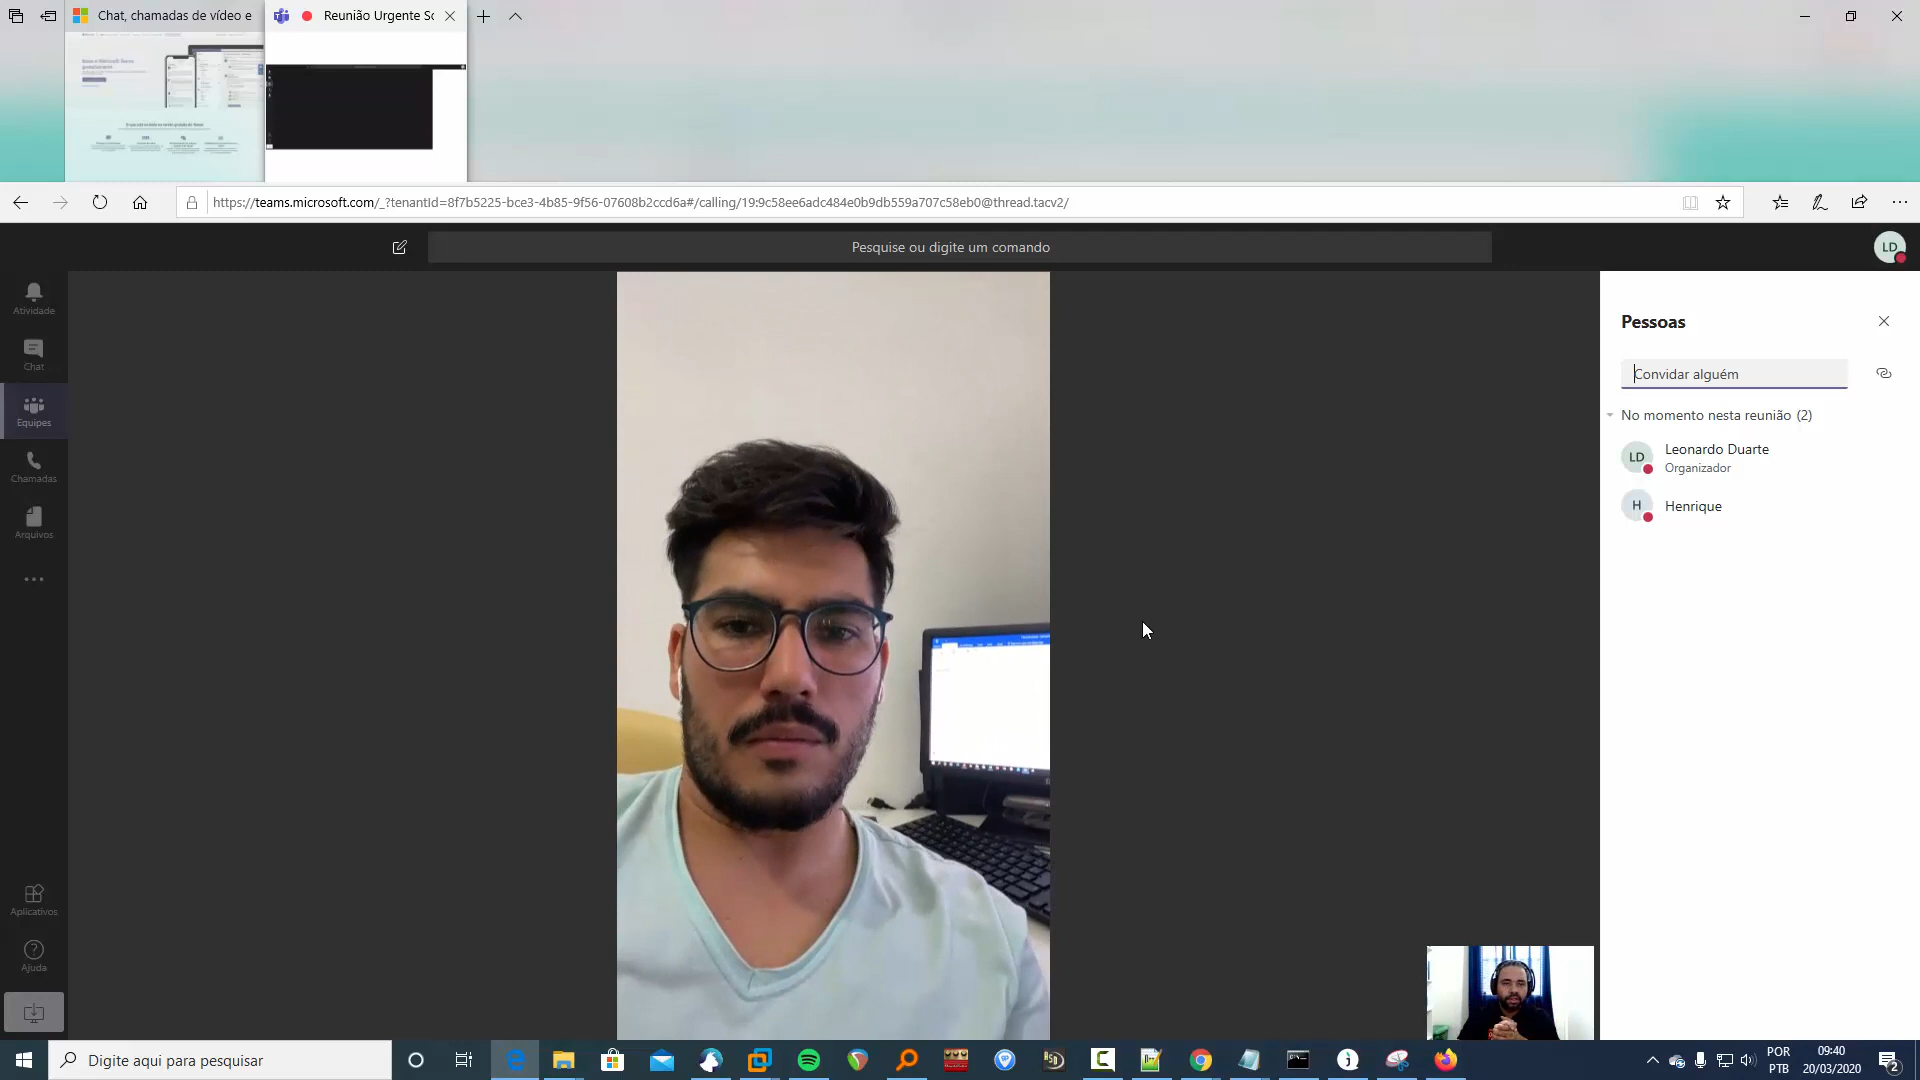 Chat, chamadas de vídeo e
Reunião Urgente Sc
https://teams.microsoft.com/_?tenantId=8f7b5225-bce3-4b85-9f56-07608b2ccd6a#/calling/19:9c58ee6adc484e0b9db559a707c58eb0@thread.tacv2/
Pesquise ou digite um comando
LD
Atividade
Chat
Equipes
Chamadas
Arquivos
Aplicativos
Ajuda
Pessoas
Convidar alguém
No momento nesta reunião (2)
LD
Leonardo Duarte
Organizador
H
Henrique
Digite aqui para pesquisar
POR
PTB
09:40
20/03/2020
2